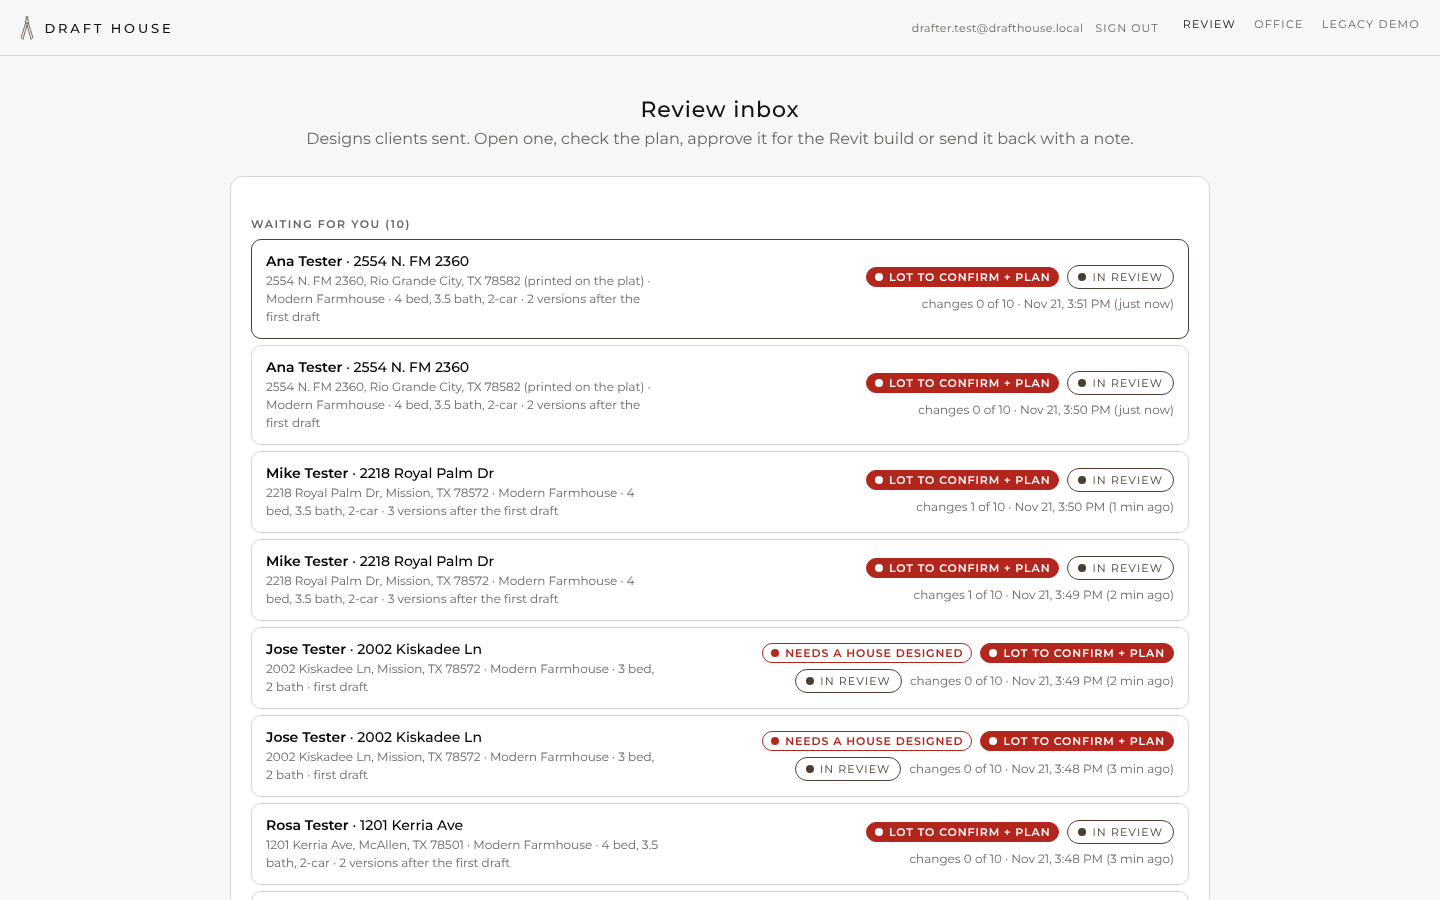 DRAFT HOUSE
drafter.test@drafthouse.local SIGN OUT REVIEW OFFICE LEGACY DEMO
Review inbox
Designs clients sent. Open one, check the plan, approve it for the Revit build or send it back with a note.
WAITING FOR YOU (10)
Ana Tester · 2554 N. FM 2360
2554 N. FM 2360, Rio Grande City, TX 78582 (printed on the plat) ·
Modern Farmhouse · 4 bed, 3.5 bath, 2-car · 2 versions after the
first draft
LOT TO CONFIRM + PLAN IN REVIEW
changes 0 of 10 · Nov 21, 3:51 PM (just now)
Ana Tester · 2554 N. FM 2360
2554 N. FM 2360, Rio Grande City, TX 78582 (printed on the plat) ·
Modern Farmhouse · 4 bed, 3.5 bath, 2-car · 2 versions after the
first draft
LOT TO CONFIRM + PLAN IN REVIEW
changes 0 of 10 · Nov 21, 3:50 PM (just now)
Mike Tester · 2218 Royal Palm Dr
2218 Royal Palm Dr, Mission, TX 78572 · Modern Farmhouse · 4
bed, 3.5 bath, 2-car · 3 versions after the first draft
LOT TO CONFIRM + PLAN IN REVIEW
changes 1 of 10 · Nov 21, 3:50 PM (1 min ago)
Mike Tester · 2218 Royal Palm Dr
2218 Royal Palm Dr, Mission, TX 78572 · Modern Farmhouse · 4
bed, 3.5 bath, 2-car · 3 versions after the first draft
LOT TO CONFIRM + PLAN IN REVIEW
changes 1 of 10 · Nov 21, 3:49 PM (2 min ago)
Jose Tester · 2002 Kiskadee Ln
2002 Kiskadee Ln, Mission, TX 78572 · Modern Farmhouse · 3 bed,
2 bath · first draft
NEEDS A HOUSE DESIGNED LOT TO CONFIRM + PLAN
IN REVIEW changes 0 of 10 · Nov 21, 3:49 PM (2 min ago)
Jose Tester · 2002 Kiskadee Ln
2002 Kiskadee Ln, Mission, TX 78572 · Modern Farmhouse · 3 bed,
2 bath · first draft
NEEDS A HOUSE DESIGNED LOT TO CONFIRM + PLAN
IN REVIEW changes 0 of 10 · Nov 21, 3:48 PM (3 min ago)
Rosa Tester · 1201 Kerria Ave
1201 Kerria Ave, McAllen, TX 78501 · Modern Farmhouse · 4 bed, 3.5
bath, 2-car · 2 versions after the first draft
LOT TO CONFIRM + PLAN IN REVIEW
changes 0 of 10 · Nov 21, 3:48 PM (3 min ago)